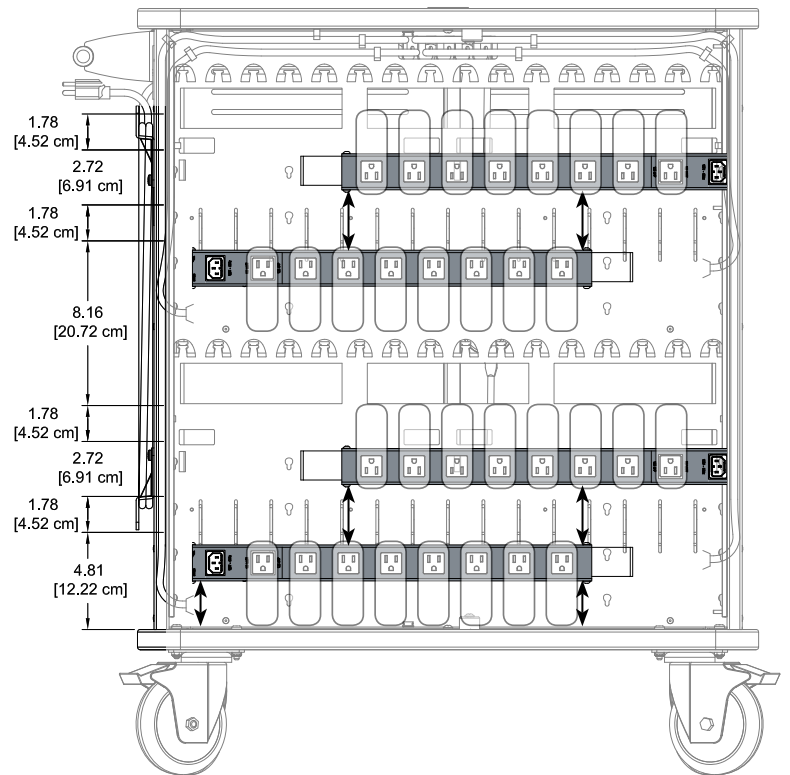 1.78
[4.52 cm]
2.72
[6.91 cm]
1.78
[4.52 cm]
8.16
[20.72 cm]
1.78
[4.52 cm]
2.72
[6.91 cm]
1.78
[4.52 cm]
4.81
[12.22 cm]